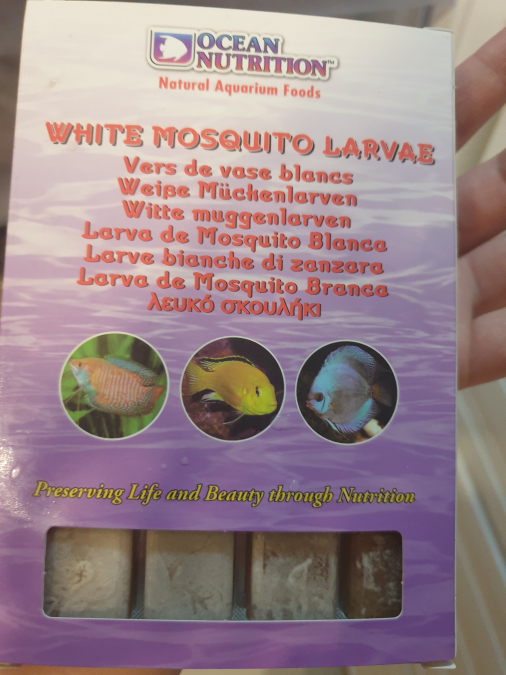 OCEAN
NUTRITION™
Natural Aquarium Foods
WHITE MOSQUITO LARVAE
Vers de vase blancs
Weiße Mückenlarven
Witte muggenlarven
Larva de Mosquito Blanca
Larve bianche di zanzara
Larva de Mosquito Branca
λευκό σκουλήκι
Preserving Life and Beauty through Nutrition